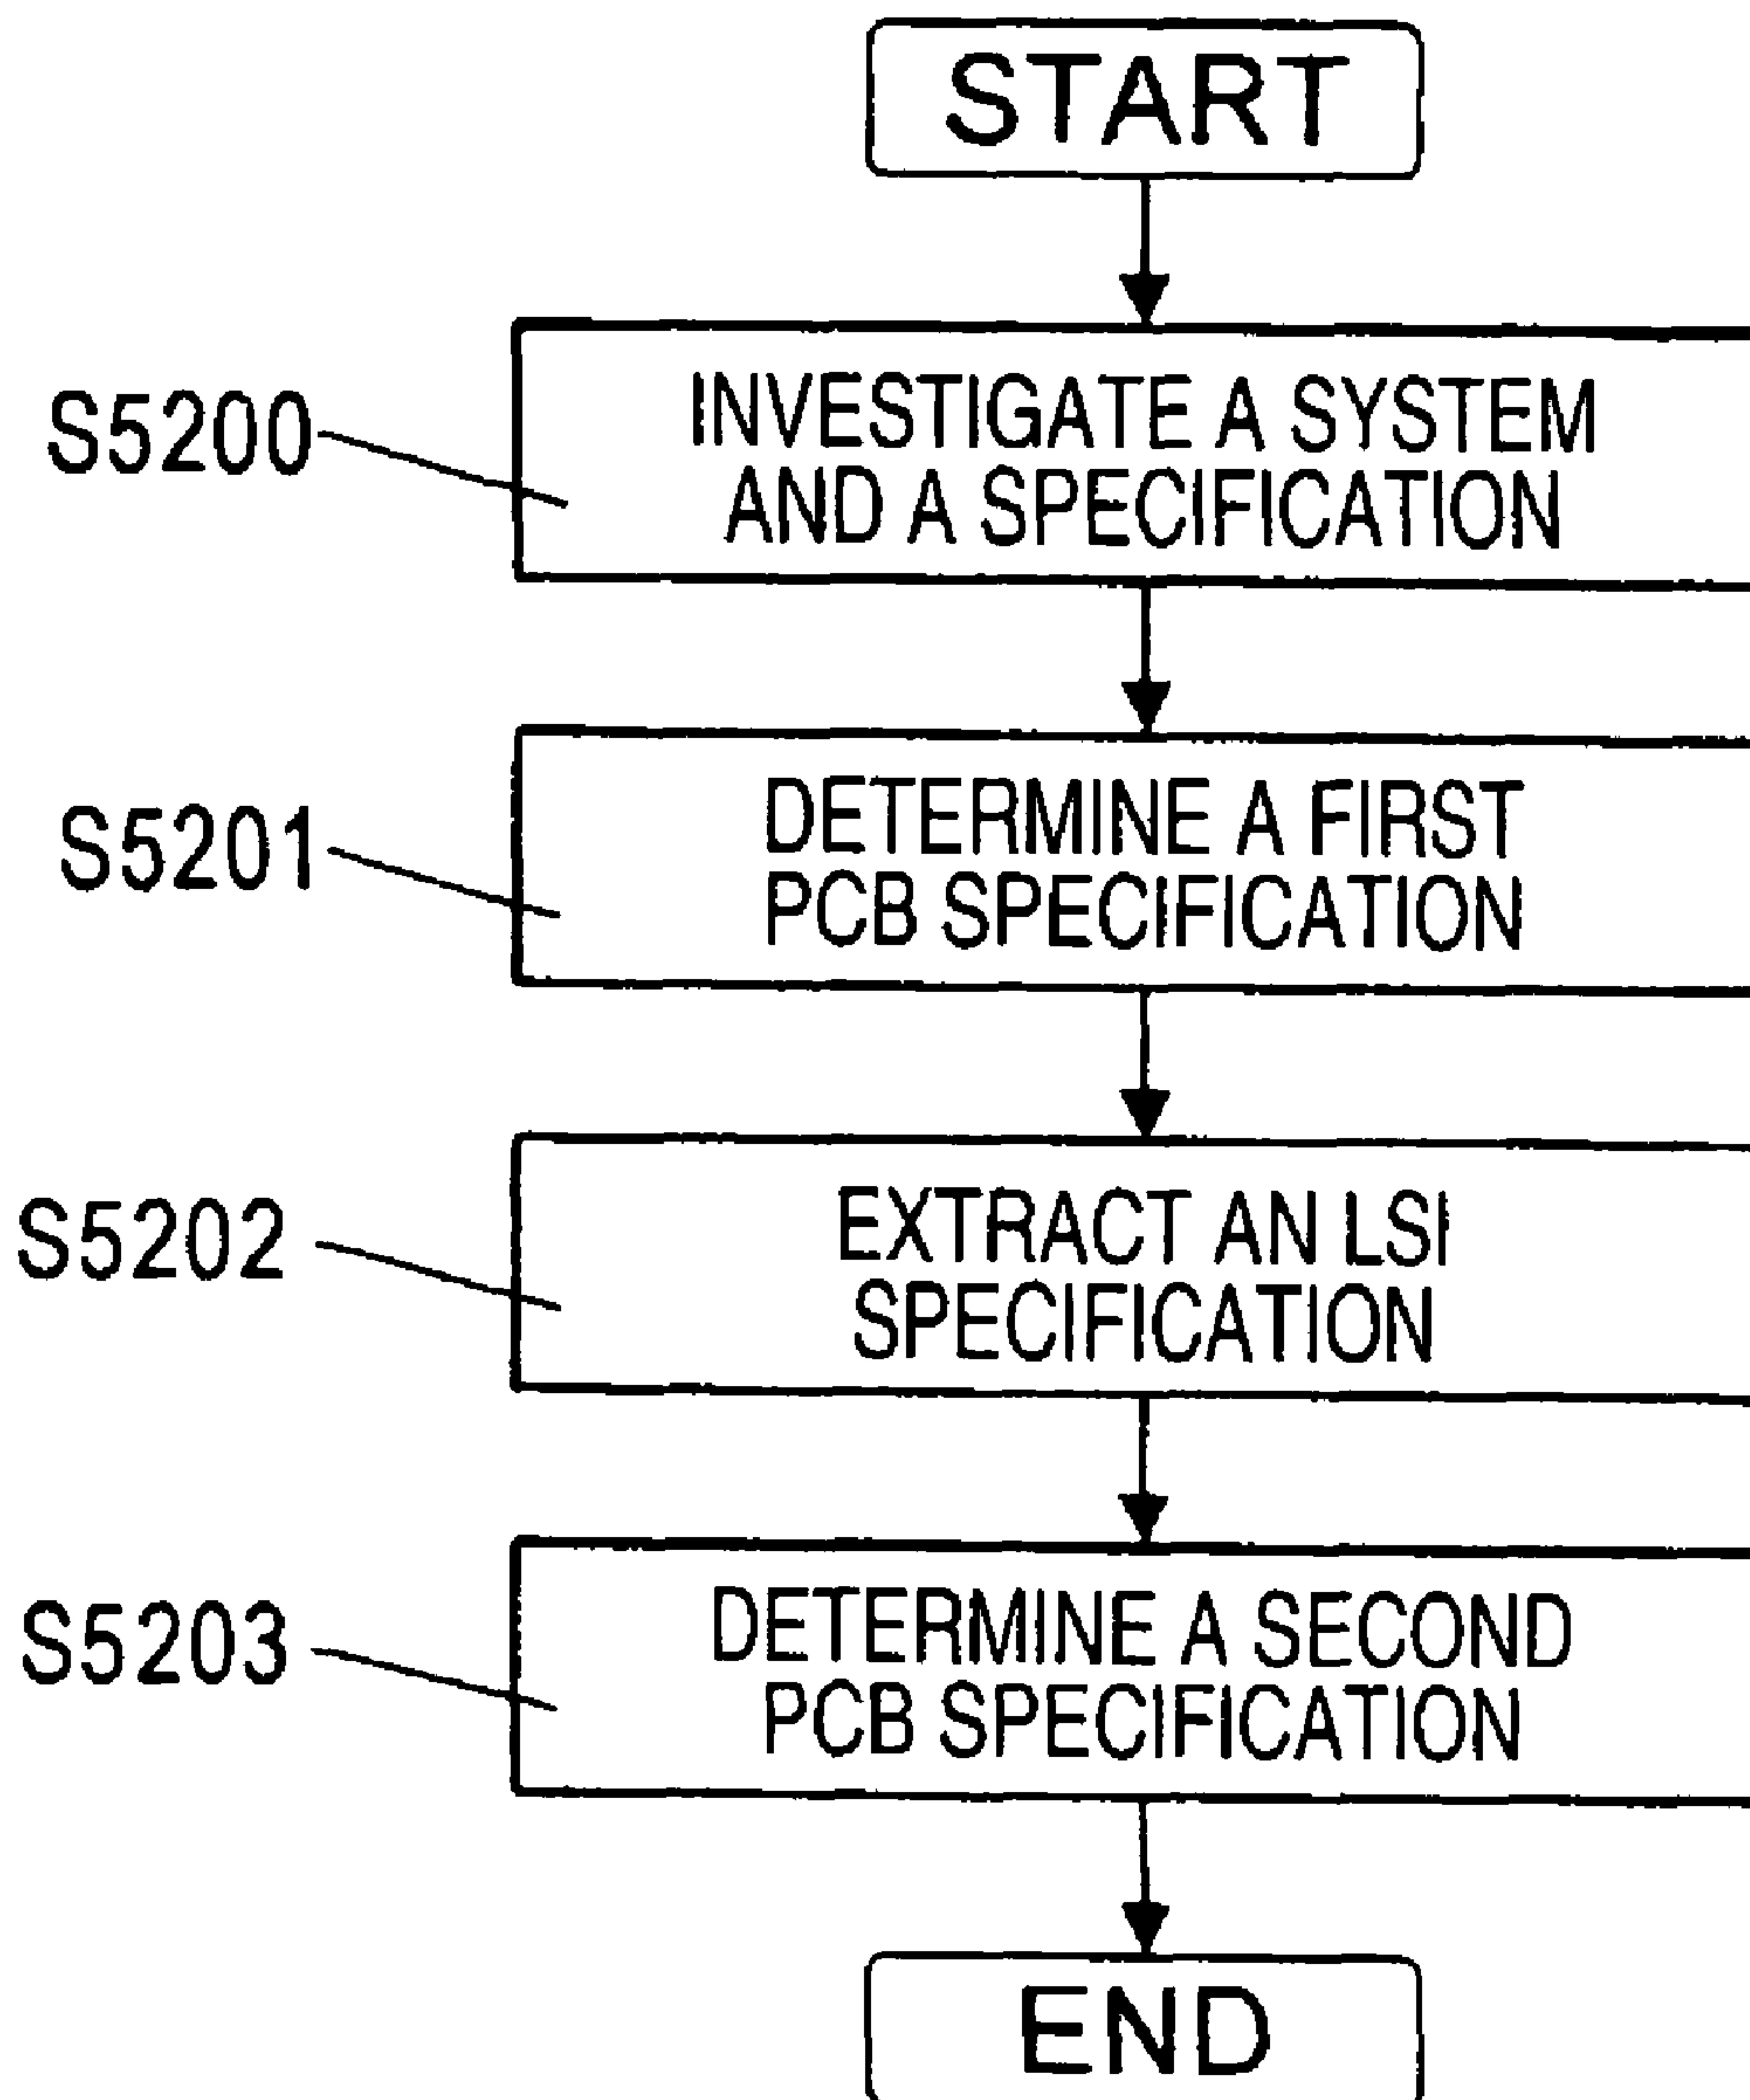 START
S5200
INVESTIGATE A SYSTEM
AND A SPECIFICATION
S5201
DETERMINE A FIRST
PCB SPECIFICATION
S5202
EXTRACT AN LSI
SPECIFICATION
S5203
DETERMINE A SECOND
PCB SPECIFICATION
END